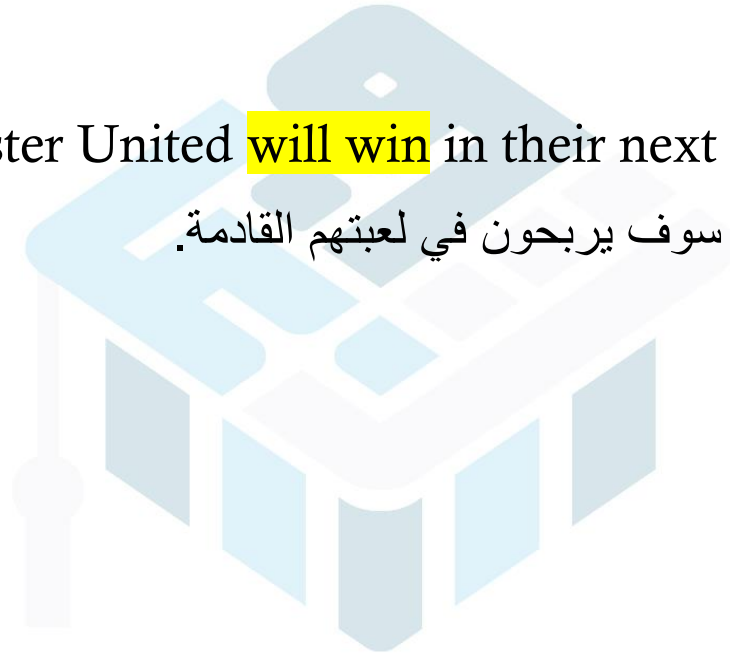 ster United will win in their next
سوف يربحون في لعبتهم القادمة.